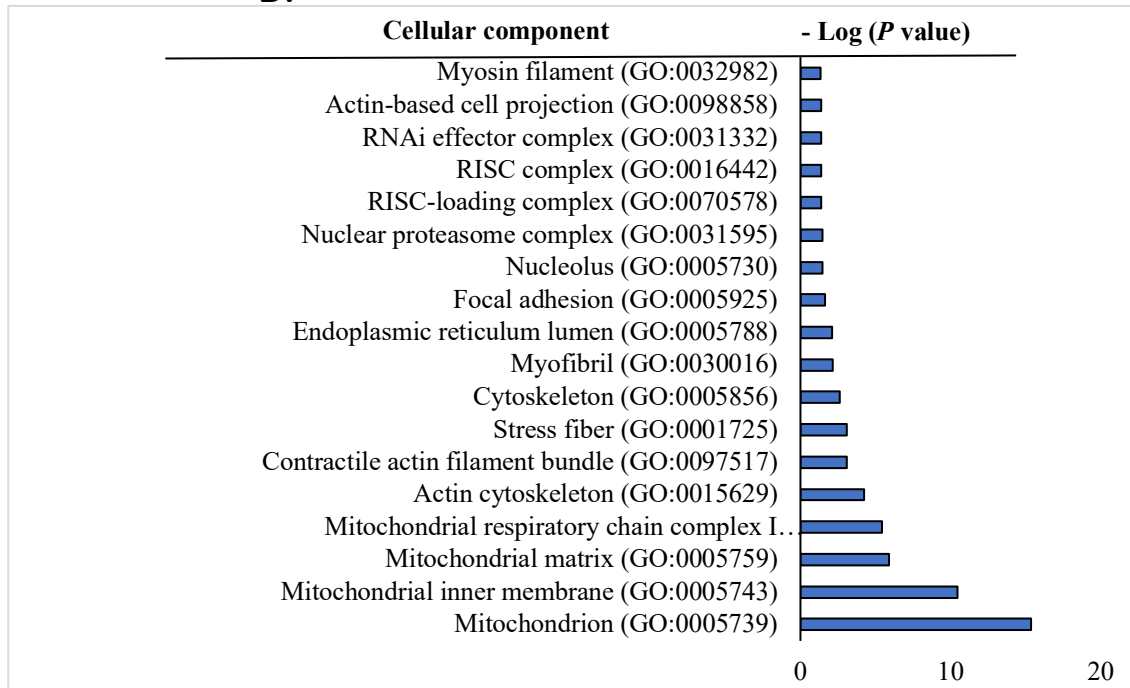 Cellular component - Log (P value)
Myosin filament (GO:0032982)
Actin-based cell projection (GO:0098858)
RNAi effector complex (GO:0031332)
RISC complex (GO:0016442)
RISC-loading complex (GO:0070578)
Nuclear proteasome complex (GO:0031595)
Nucleolus (GO:0005730)
Focal adhesion (GO:0005925)
Endoplasmic reticulum lumen (GO:0005788)
Myofibril (GO:0030016)
Cytoskeleton (GO:0005856)
Stress fiber (GO:0001725)
Contractile actin filament bundle (GO:0097517)
Actin cytoskeleton (GO:0015629)
Mitochondrial respiratory chain complex I…
Mitochondrial matrix (GO:0005759)
Mitochondrial inner membrane (GO:0005743)
Mitochondrion (GO:0005739)
0 10 20